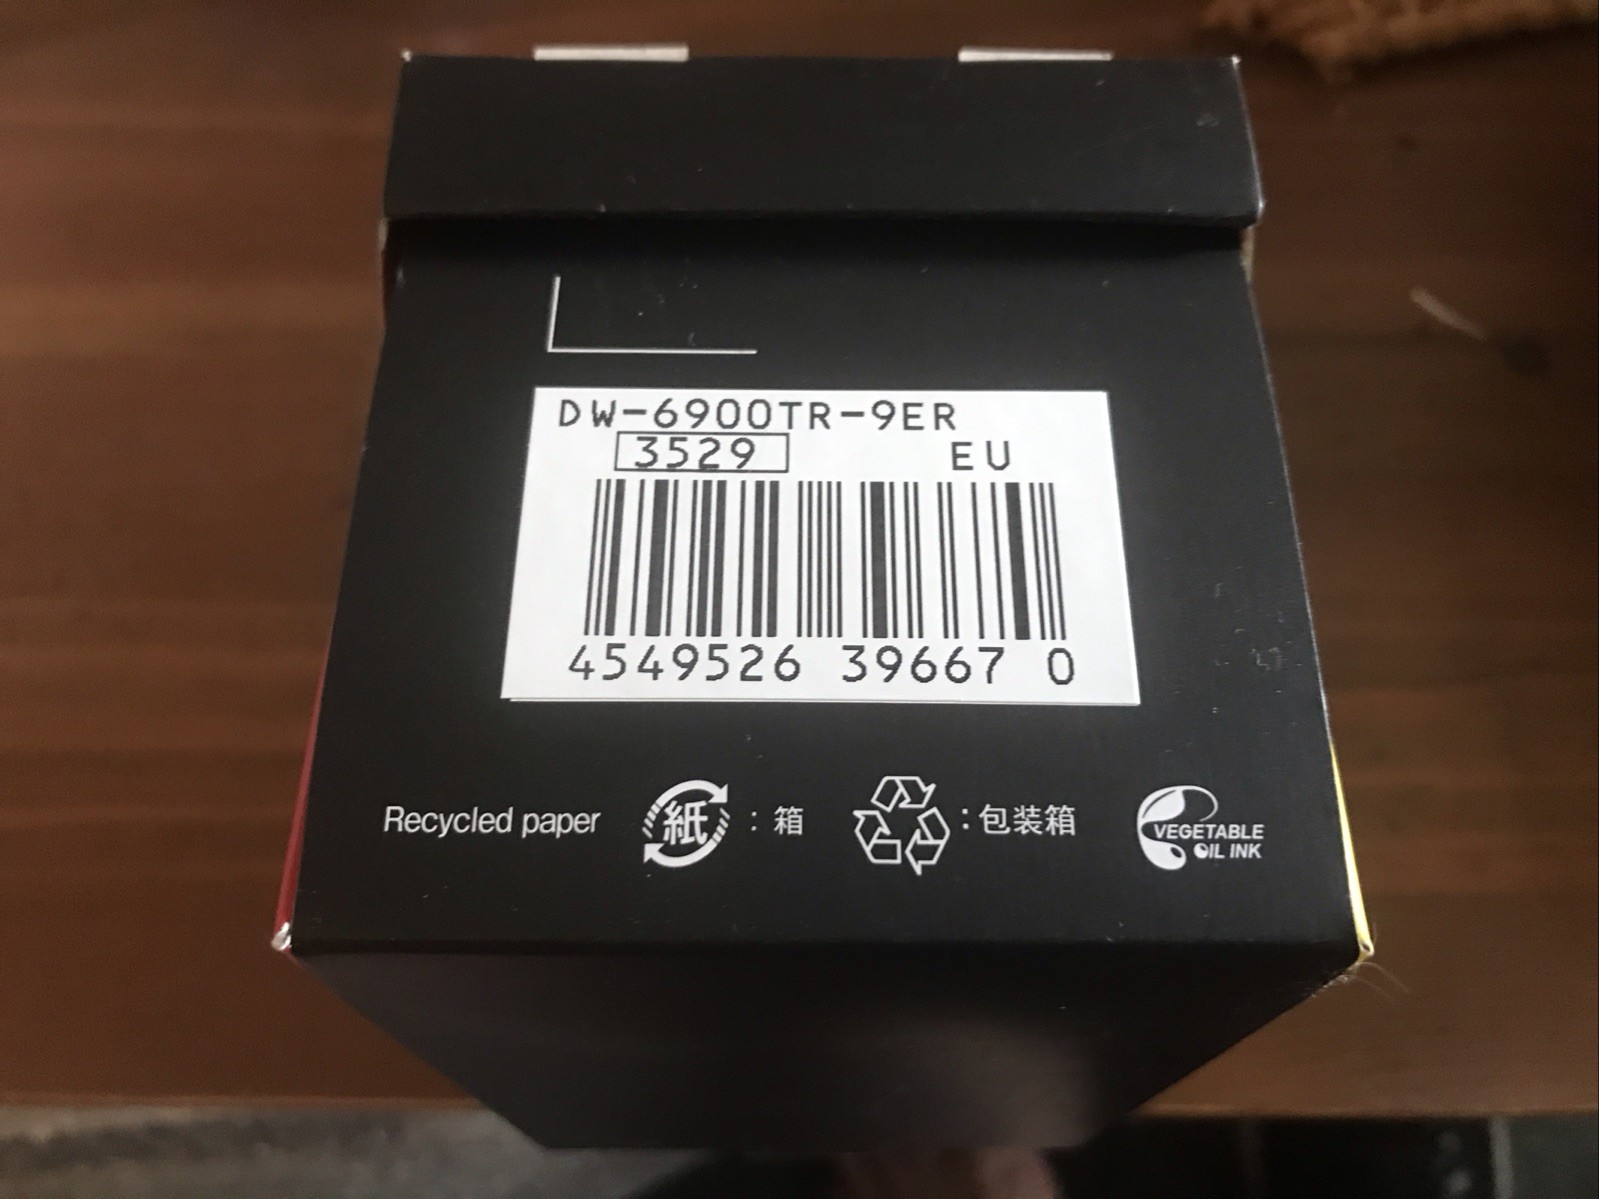 DW-6900TR-9ER
3529 EU
4549526 39667 0
Recycled paper 紙 : 箱 : 包装箱 VEGETABLE OIL INK